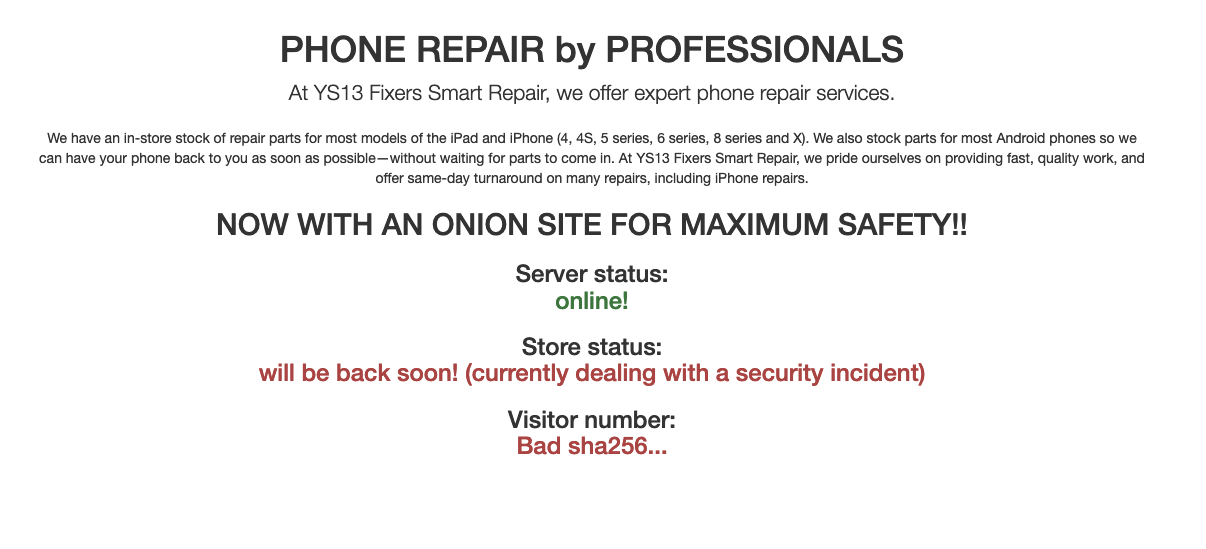 PHONE REPAIR by PROFESSIONALS
At YS13 Fixers Smart Repair, we offer expert phone repair services.
We have an in-store stock of repair parts for most models of the iPad and iPhone (4, 4S, 5 series, 6 series, 8 series and X). We also stock parts for most Android phones so we
can have your phone back to you as soon as possible—without waiting for parts to come in. At YS13 Fixers Smart Repair, we pride ourselves on providing fast, quality work, and
offer same-day turnaround on many repairs, including iPhone repairs.
NOW WITH AN ONION SITE FOR MAXIMUM SAFETY!!
Server status:
online!
Store status:
will be back soon! (currently dealing with a security incident)
Visitor number:
Bad sha256...